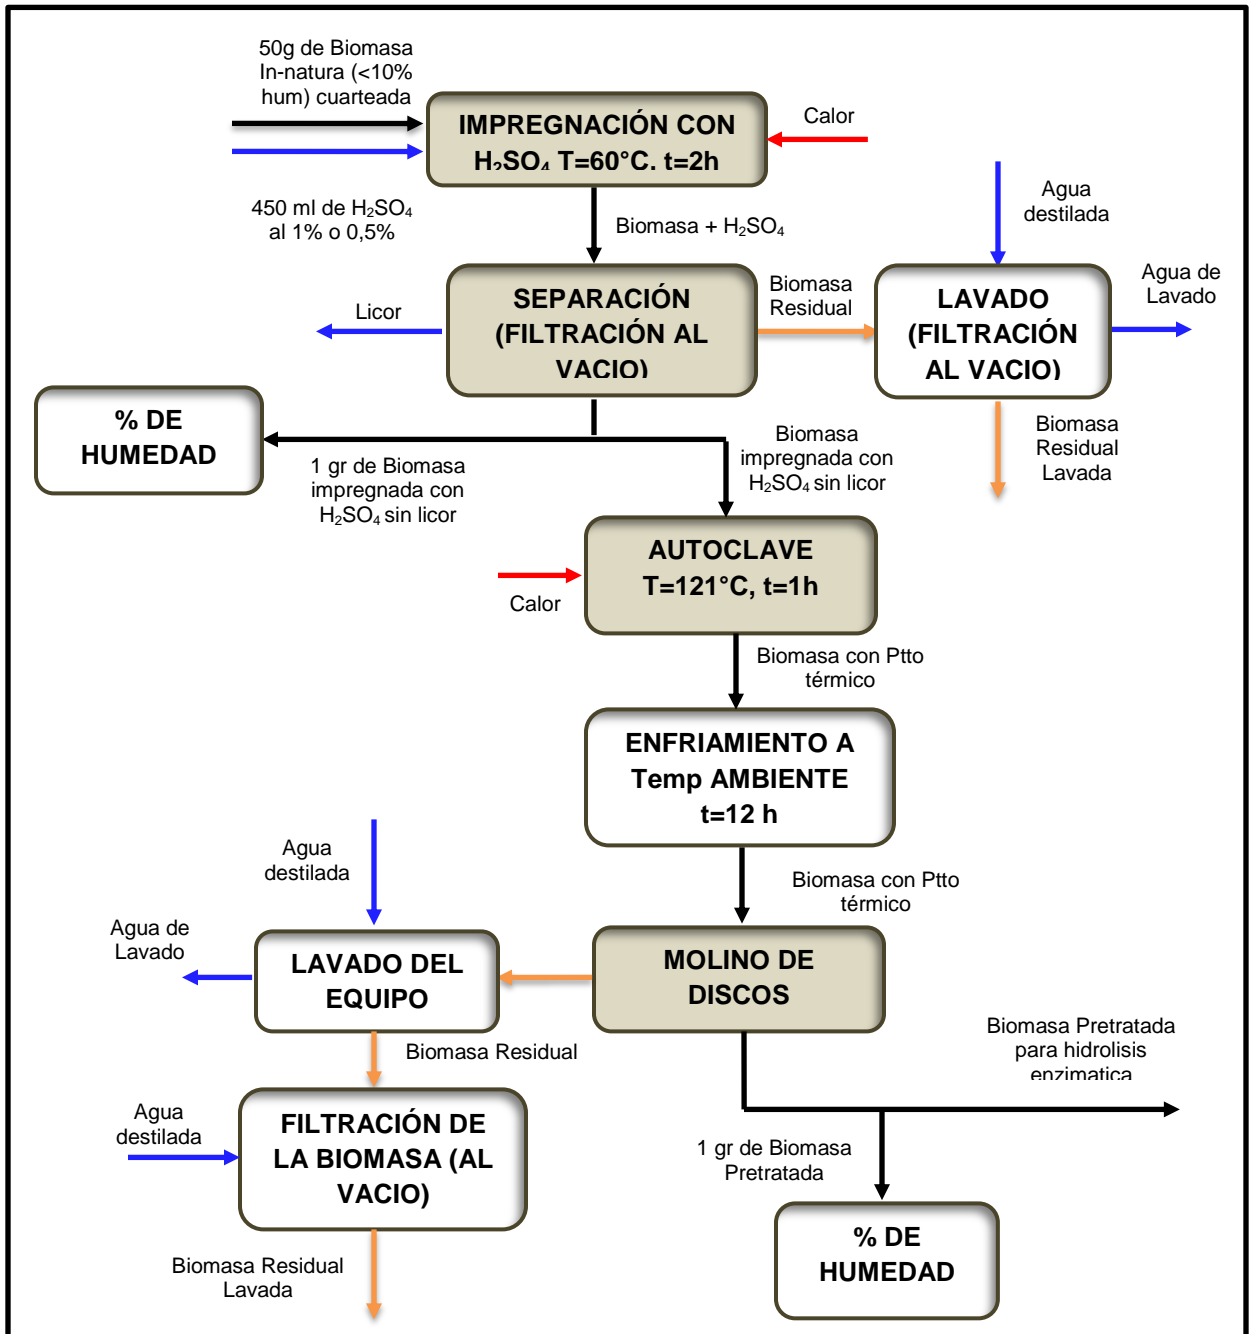 50g de Biomasa
In-natura (<10%
hum) cuarteada
IMPREGNACIÓN CON
H₂SO₄ T=60°C. t=2h
Calor
450 ml de H₂SO₄
al 1% o 0,5%
Biomasa + H₂SO₄
Agua
destilada
Licor
SEPARACIÓN
(FILTRACIÓN AL
VACIO)
Biomasa
Residual
LAVADO
(FILTRACIÓN
AL VACIO)
Agua de
Lavado
% DE
HUMEDAD
1 gr de Biomasa
impregnada con
H₂SO₄ sin licor
Biomasa
impregnada con
H₂SO₄ sin licor
Biomasa
Residual
Lavada
AUTOCLAVE
T=121°C, t=1h
Calor
Biomasa con Ptto
térmico
ENFRIAMIENTO A
Temp AMBIENTE
t=12 h
Agua
destilada
Biomasa con Ptto
térmico
Agua de
Lavado
LAVADO DEL
EQUIPO
MOLINO DE
DISCOS
Biomasa Residual
Biomasa Pretratada
para hidrolisis
enzimatica
Agua
destilada
FILTRACIÓN DE
LA BIOMASA (AL
VACIO)
1 gr de Biomasa
Pretratada
% DE
HUMEDAD
Biomasa Residual
Lavada